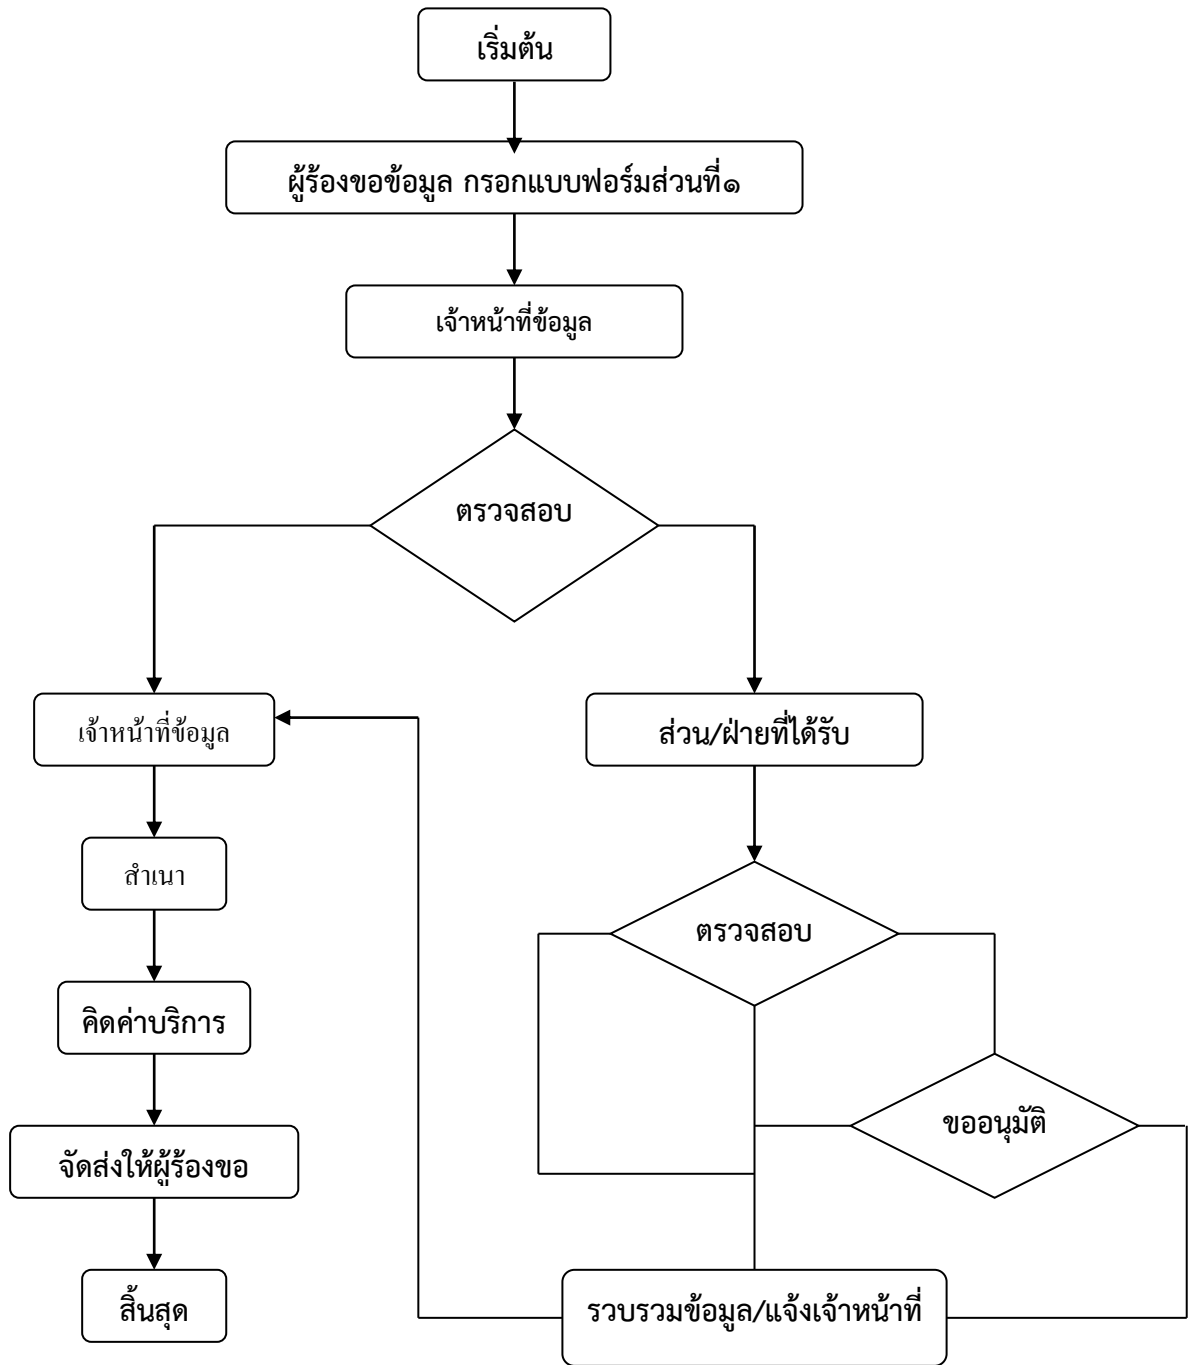 เริ่มต้น
ผู้ร้องขอข้อมูล กรอกแบบฟอร์มส่วนที่๑
เจ้าหน้าที่ข้อมูล
ตรวจสอบ
เจ้าหน้าที่ข้อมูล
ส่วน/ฝ่ายที่ได้รับ
สำเนา
ตรวจสอบ
คิดค่าบริการ
ขออนุมัติ
จัดส่งให้ผู้ร้องขอ
สิ้นสุด
รวบรวมข้อมูล/แจ้งเจ้าหน้าที่